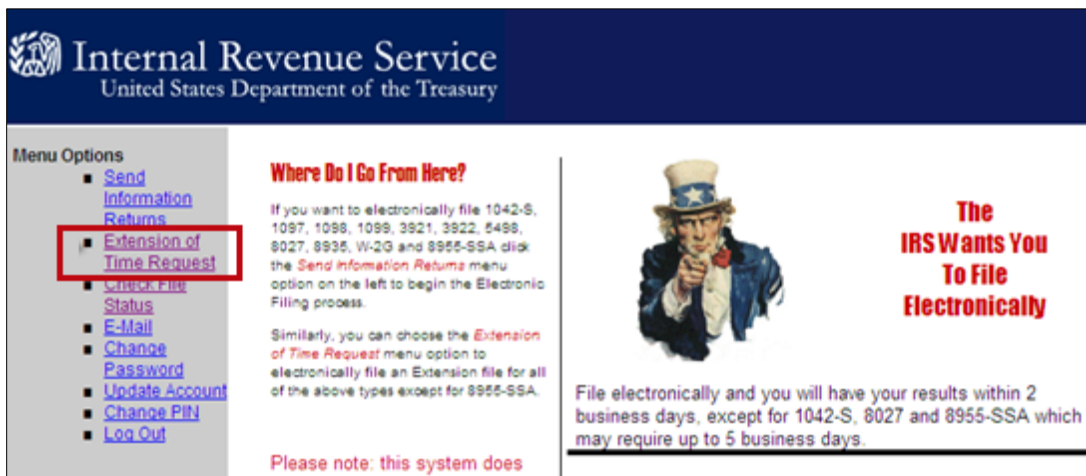 Internal Revenue Service
United States Department of the Treasury
Menu Options
Send
Information
Returns
Extension of
Time Request
Check File
Status
E-Mail
Change
Password
Update Account
Change PIN
Log Out
Where Do I Go From Here?
If you want to electronically file 1042-S,
1097, 1098, 1099, 3921, 3922, 5498,
8027, 8935, W-2G and 8955-SSA click
the Send Information Returns menu
option on the left to begin the Electronic
Filing process.
Similarly, you can choose the Extension
of Time Request menu option to
electronically file an Extension file for all
of the above types except for 8955-SSA.
Please note: this system does
The
IRS Wants You
To File
Electronically
File electronically and you will have your results within 2
business days, except for 1042-S, 8027 and 8955-SSA which
may require up to 5 business days.